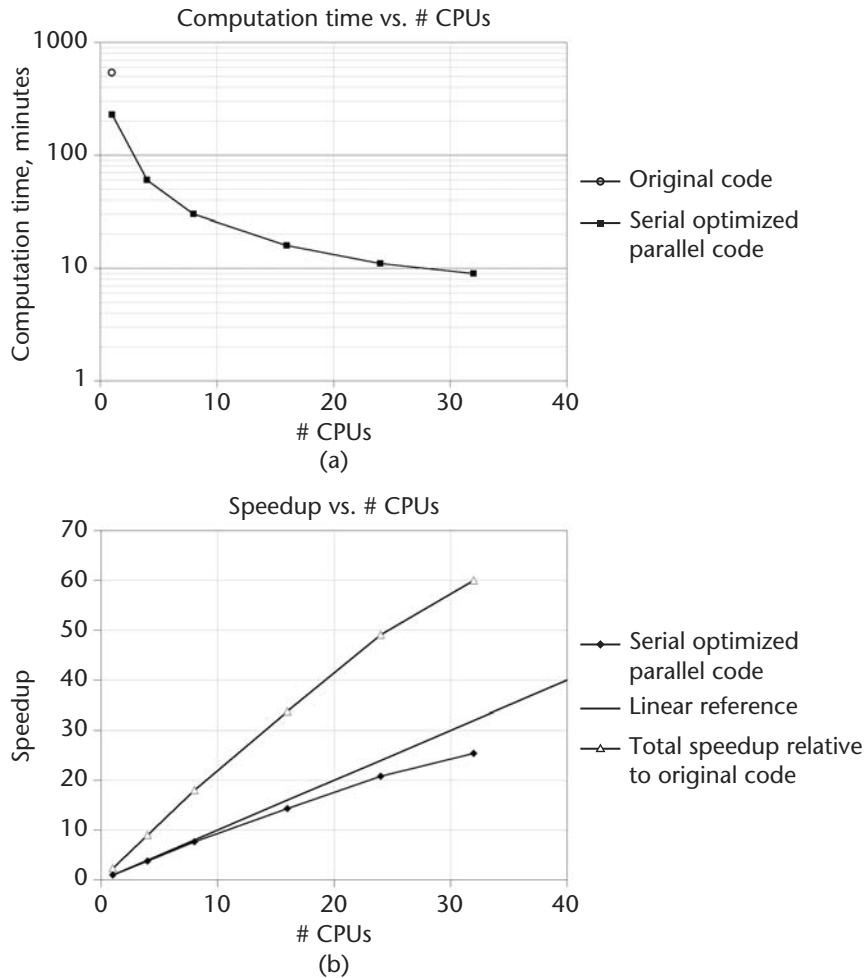 Computation time vs. # CPUs
1000
100
10
1
Computation time, minutes
0 10 20 30 40
# CPUs
(a)
Original code
Serial optimized
parallel code
Speedup vs. # CPUs
70
60
50
40
30
20
10
0
Speedup
0 10 20 30 40
# CPUs
(b)
Serial optimized
parallel code
Linear reference
Total speedup relative
to original code